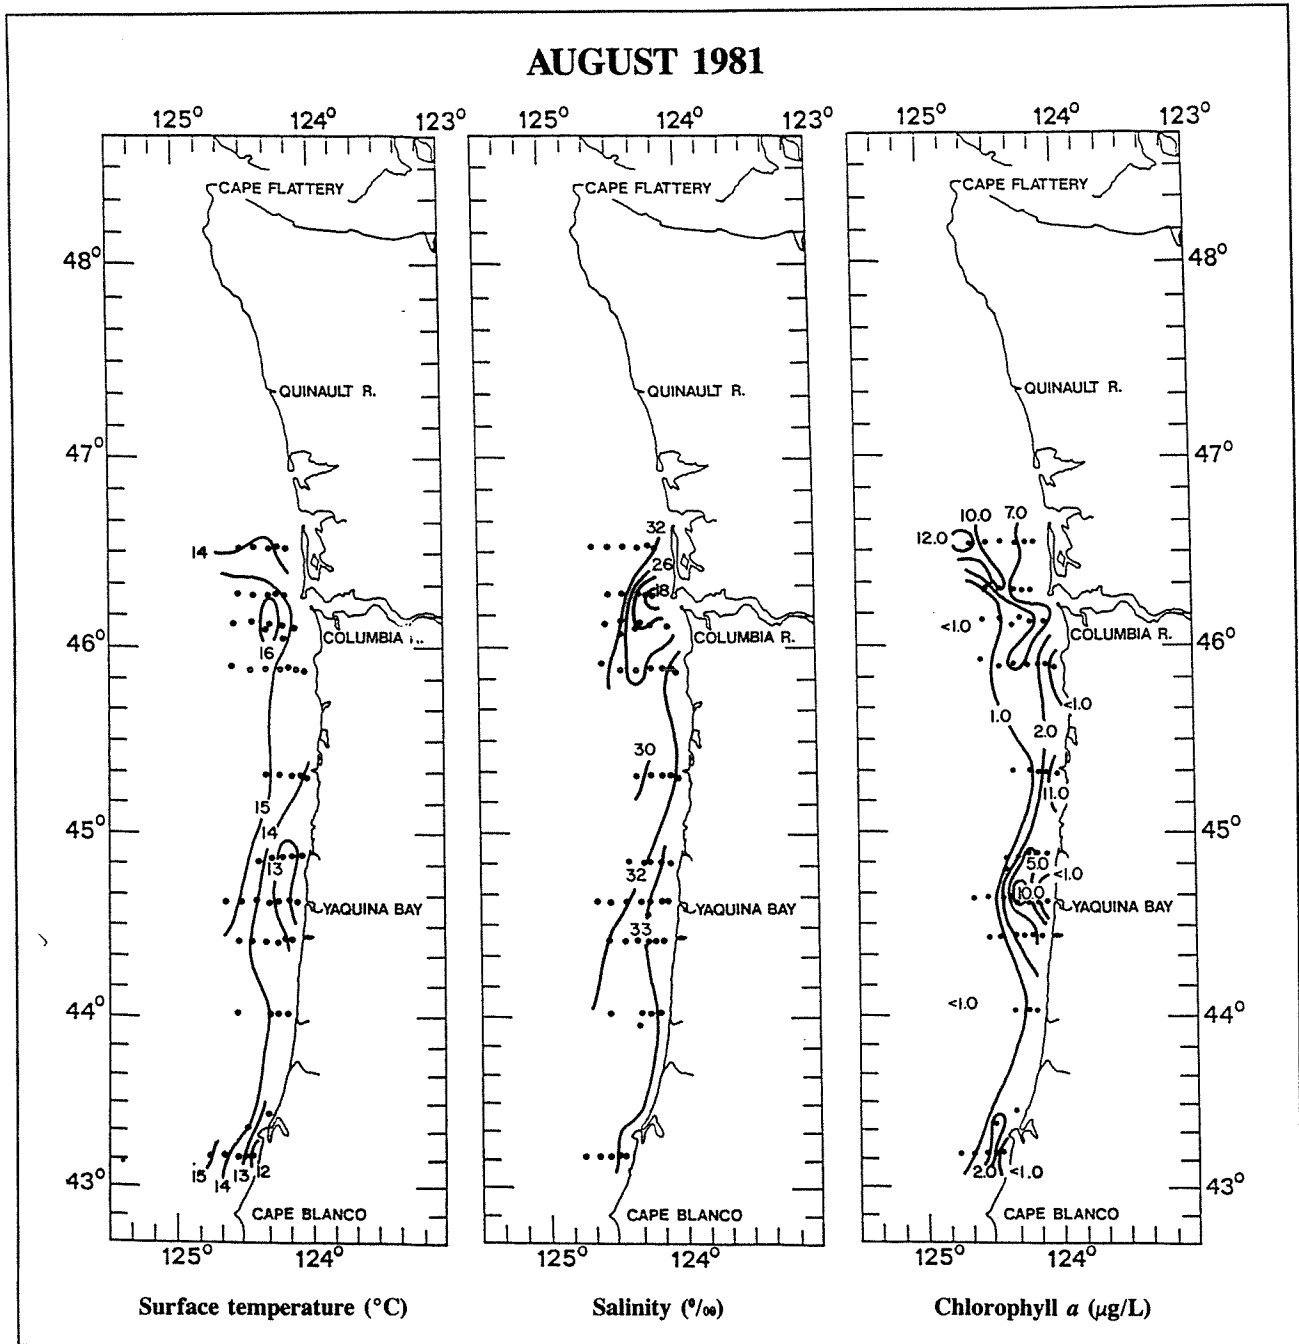 AUGUST 1981
125° 124° 123°
125° 124° 123°
125° 124° 123°
CAPE FLATTERY
CAPE FLATTERY
CAPE FLATTERY
48°
48°
QUINAULT R.
QUINAULT R.
QUINAULT R.
47°
47°
14
32
26
18
12.0
10.0
7.0
46°
46°
COLUMBIA
COLUMBIA R.
COLUMBIA R.
16
<1.0
<1.0
1.0
2.0
30
15
14
11.0
45°
45°
13
32
5.0
<1.0
10.0
YAQUINA BAY
YAQUINA BAY
YAQUINA BAY
33
44°
44°
<1.0
43°
43°
15
14
13
12
2.0
<1.0
CAPE BLANCO
CAPE BLANCO
CAPE BLANCO
125° 124°
125° 124°
125° 124°
Surface temperature (°C)
Salinity (⁰/₀₀)
Chlorophyll a (μg/L)